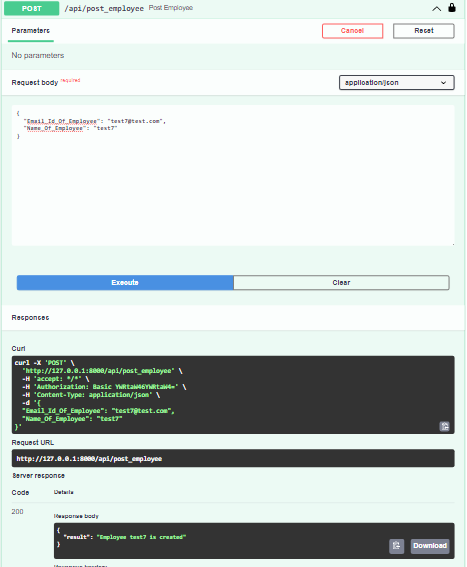 POST /api/post_employee Post Employee
Parameters Cancel Reset
No parameters
Request body required application/json
{
"Email_Id_Of_Employee": "test7@test.com",
"Name_Of_Employee": "test7"
}
Execute Clear
Responses
Curl
curl -X 'POST' \
'http://127.0.0.1:8000/api/post_employee' \
-H 'accept: */*' \
-H 'Authorization: Basic YWRtaW46YWRtaW4=' \
-H 'Content-Type: application/json' \
-d '{
"Email_Id_Of_Employee": "test7@test.com",
"Name_Of_Employee": "test7"
}'
Request URL
http://127.0.0.1:8000/api/post_employee
Server response
Code Details
200
Response body
{
"result": "Employee test7 is created"
}
Download